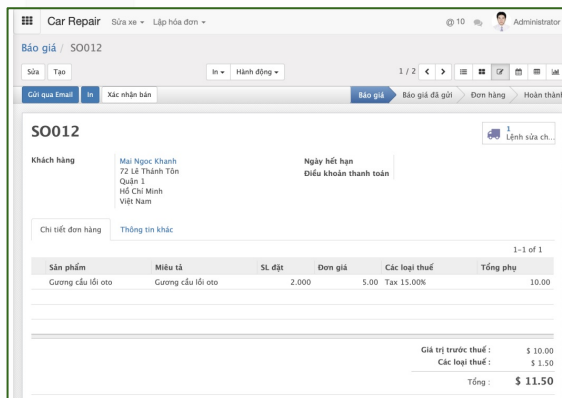 Car Repair Sửa xe Lập hóa đơn @ 10 Administrator
Báo giá / SO012
Sửa Tạo In Hành động 1 / 2
Gửi qua Email In Xác nhận bán Báo giá Báo giá đã gửi Đơn hàng Hoàn thành
SO012 1 Lệnh sửa ch...
Khách hàng Mai Ngoc Khanh Ngày hết hạn
72 Lê Thánh Tôn Điều khoản thanh toán
Quận 1
Hồ Chí Minh
Việt Nam
Chi tiết đơn hàng Thông tin khác
1-1 of 1
Sản phẩm Miêu tả SL đặt Đơn giá Các loại thuế Tổng phụ
Gương cầu lồi oto Gương cầu lồi oto 2.000 5.00 Tax 15.00% 10.00
Giá trị trước thuế : $ 10.00
Các loại thuế : $ 1.50
Tổng : $ 11.50